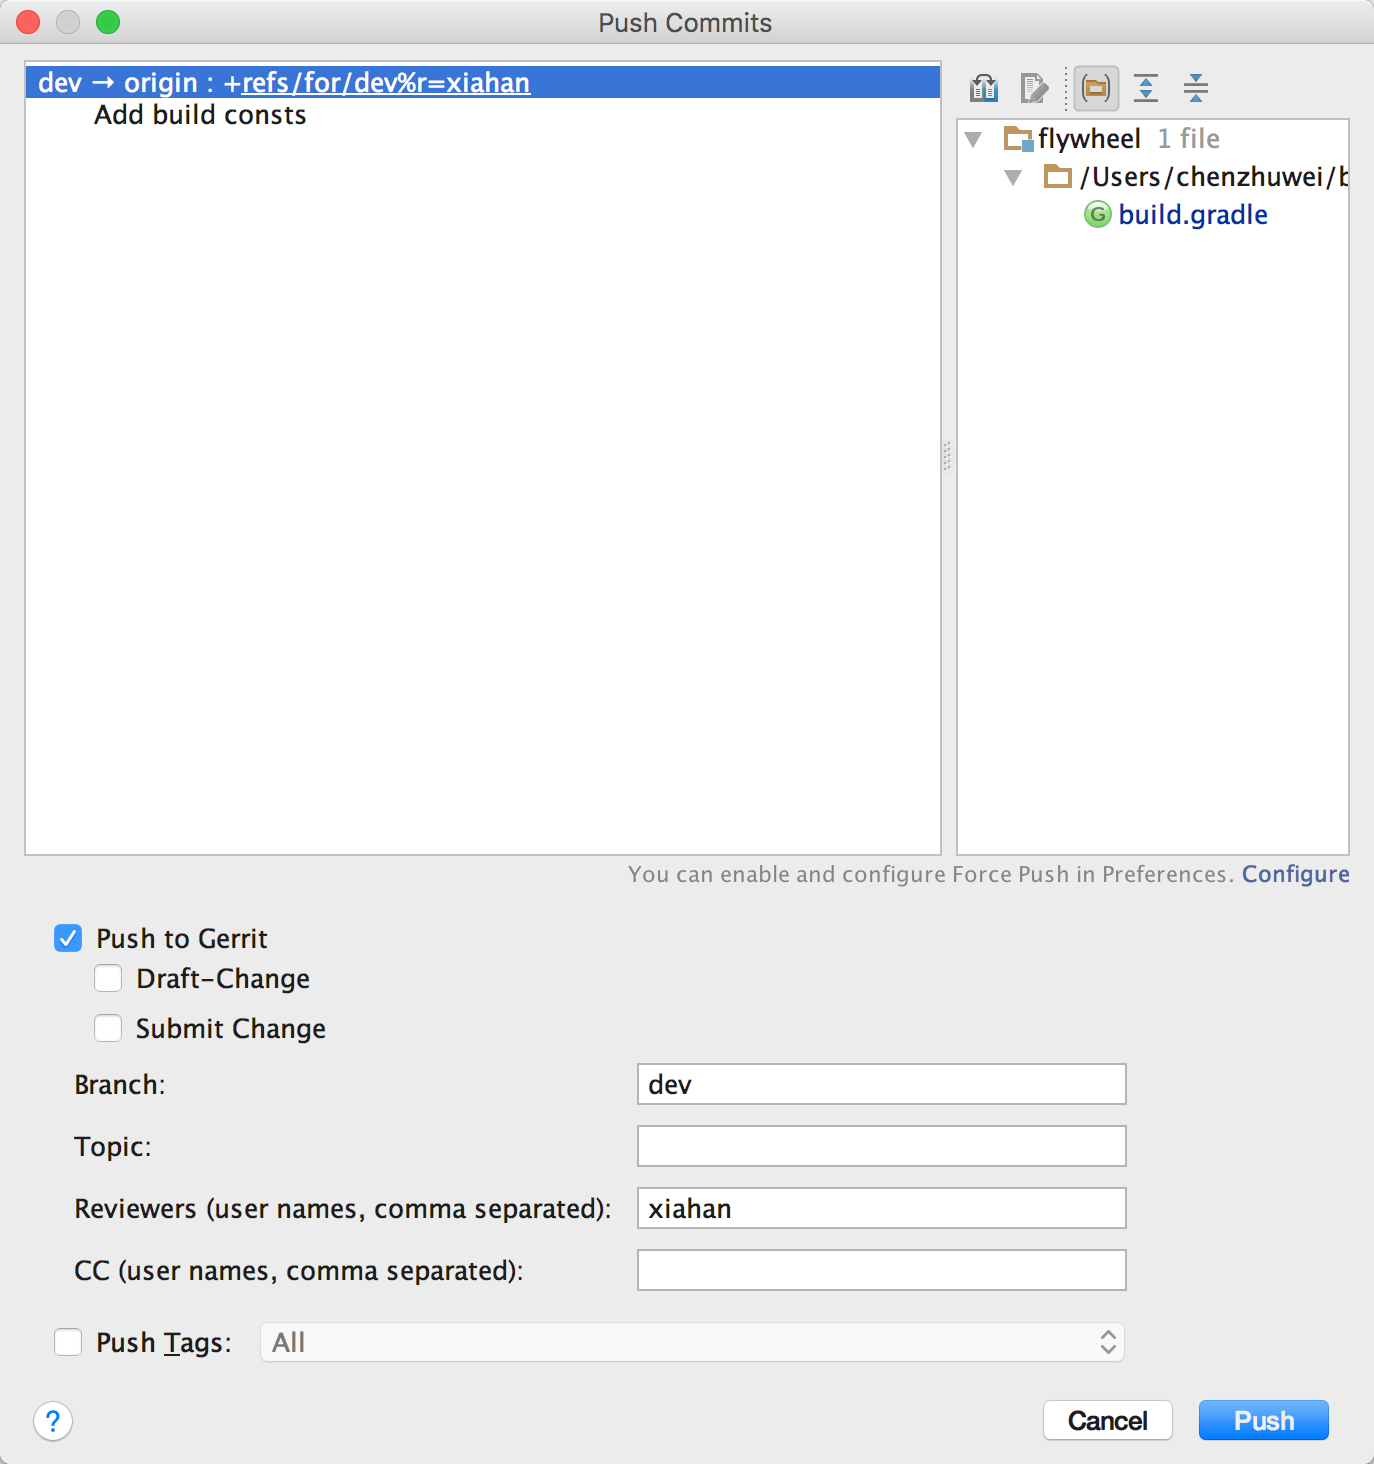 Push Commits
dev → origin : +refs/for/dev%r=xiahan
Add build consts
flywheel 1 file
/Users/chenzhuwei/b
G build.gradle
You can enable and configure Force Push in Preferences. Configure
Push to Gerrit
Draft-Change
Submit Change
Branch: dev
Topic:
Reviewers (user names, comma separated): xiahan
CC (user names, comma separated):
Push Tags: All
? Cancel Push